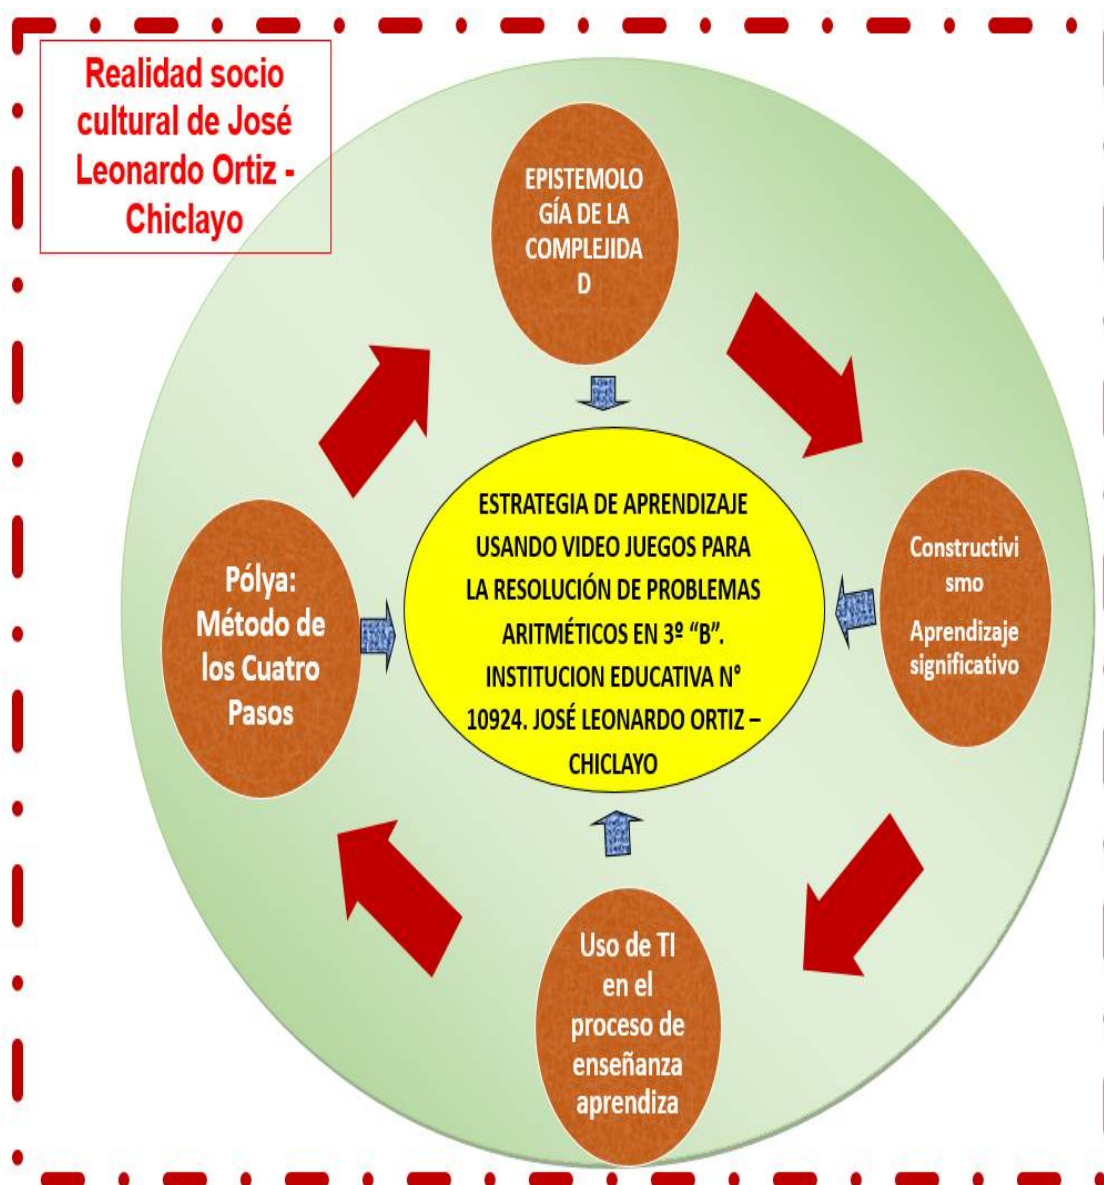 Realidad socio
cultural de José
Leonardo Ortiz -
Chiclayo
EPISTEMOLO
GÍA DE LA
COMPLEJIDA
D
ESTRATEGIA DE APRENDIZAJE
USANDO VIDEO JUEGOS PARA
LA RESOLUCIÓN DE PROBLEMAS
ARITMÉTICOS EN 3º “B”.
INSTITUCION EDUCATIVA N°
10924. JOSÉ LEONARDO ORTIZ –
CHICLAYO
Constructivi
smo
Aprendizaje
significativo
Pólya:
Método de
los Cuatro
Pasos
Uso de TI
en el
proceso de
enseñanza
aprendiza